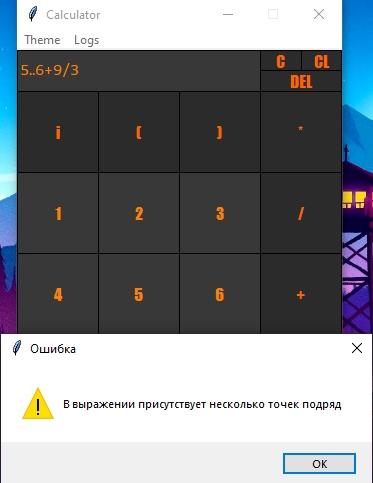 Calculator
Theme Logs
5..6+9/3
C CL
DEL
i ( ) *
1 2 3 /
4 5 6 +
Ошибка
В выражении присутствует несколько точек подряд
OK